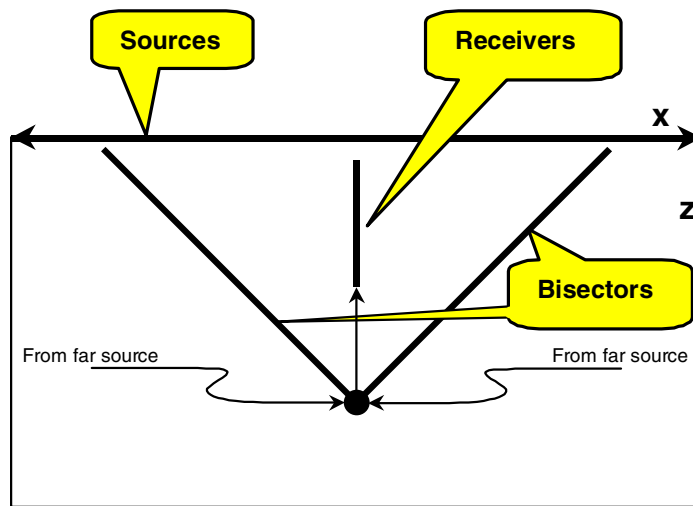 Sources
Receivers
x
z
Bisectors
From far source
From far source